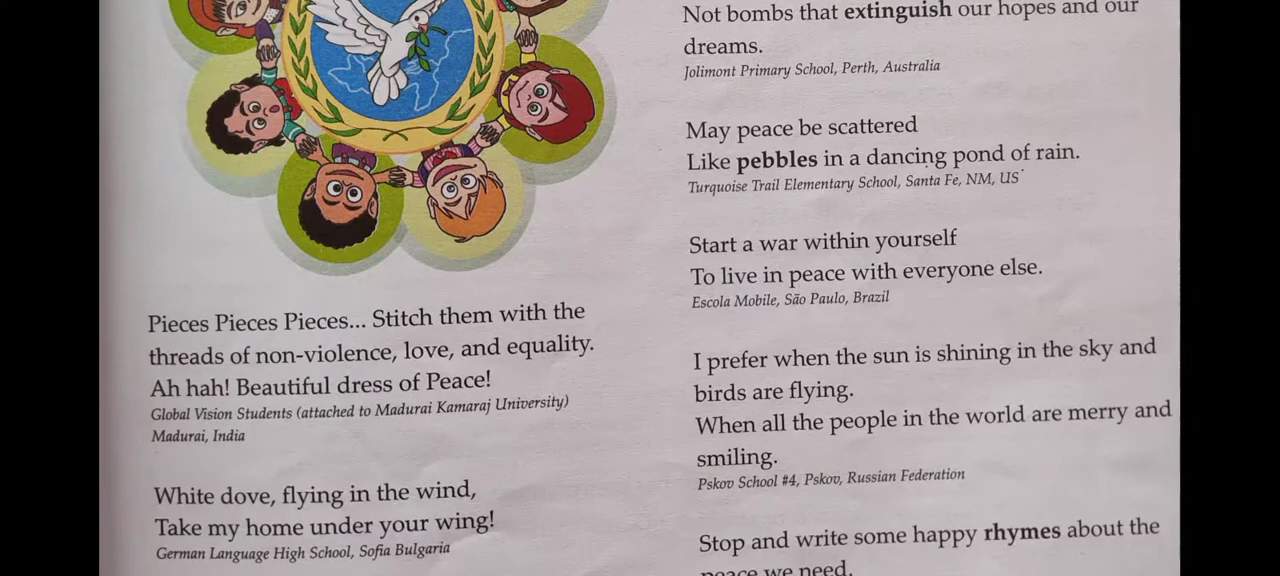 Pieces Pieces Pieces... Stitch them with the
threads of non-violence, love, and equality.
Ah hah! Beautiful dress of Peace!
Global Vision Students (attached to Madurai Kamaraj University)
Madurai, India
White dove, flying in the wind,
Take my home under your wing!
German Language High School, Sofia Bulgaria
Not bombs that extinguish our hopes and our
dreams.
Jolimont Primary School, Perth, Australia
May peace be scattered
Like pebbles in a dancing pond of rain.
Turquoise Trail Elementary School, Santa Fe, NM, US
Start a war within yourself
To live in peace with everyone else.
Escola Mobile, São Paulo, Brazil
I prefer when the sun is shining in the sky and
birds are flying.
When all the people in the world are merry and
smiling.
Pskov School #4, Pskov, Russian Federation
Stop and write some happy rhymes about the
peace we need.